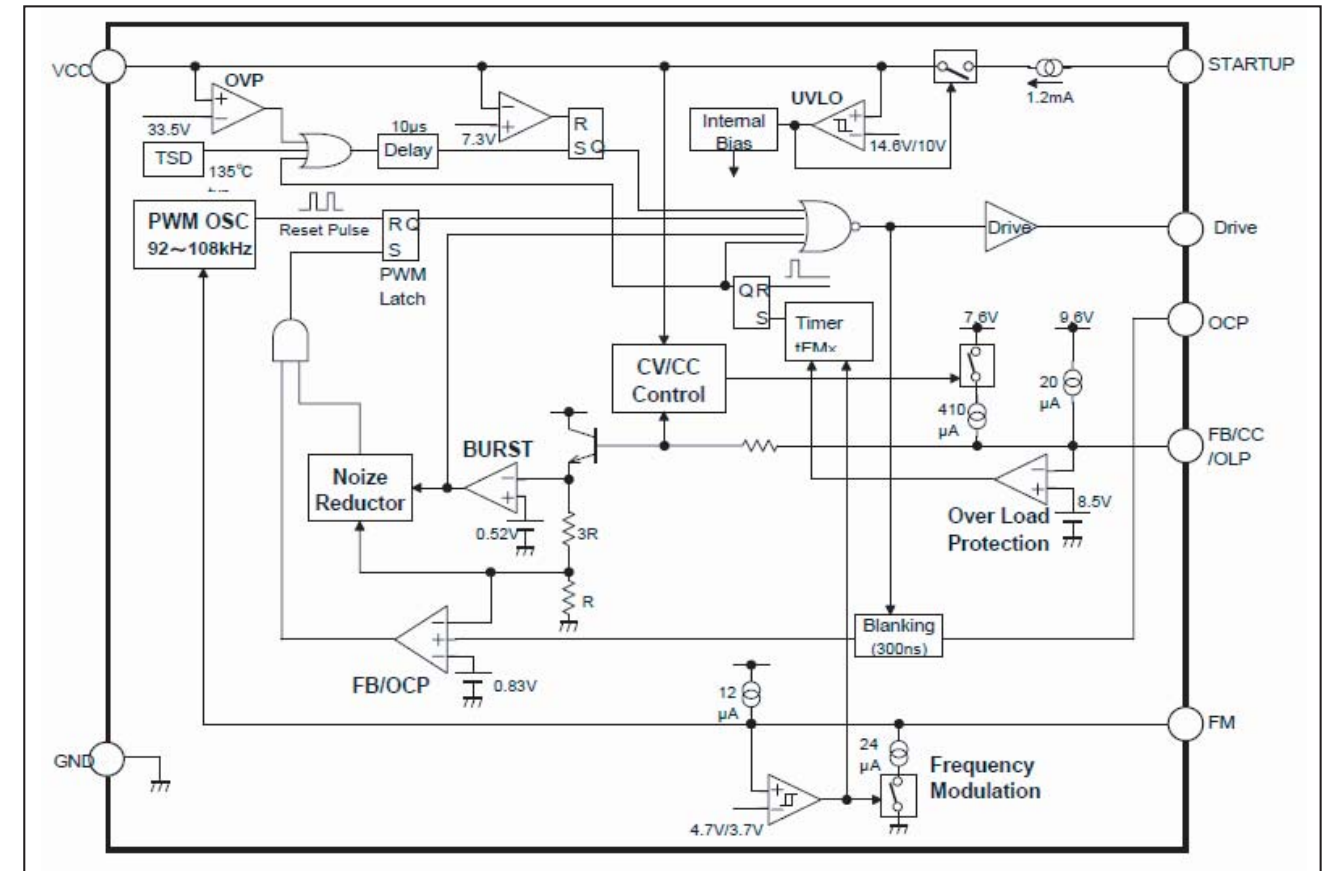 VCC
OVP
33.5V
TSD
135℃
10µs
Delay
7.3V
R
S Q
Internal
Bias
UVLO
14.6V/10V
1.2mA
STARTUP
PWM OSC
92～108kHz
Reset Pulse
R Q
S
PWM
Latch
Drive
Drive
Q R
S
Timer
7.6V
9.6V
OCP
CV/CC
Control
410
µA
20
µA
FB/CC
/OLP
BURST
Noize
Reductor
0.52V
3R
R
8.5V
Over Load
Protection
Blanking
(300ns)
FB/OCP
0.83V
12
µA
FM
GND
24
µA
Frequency
Modulation
4.7V/3.7V